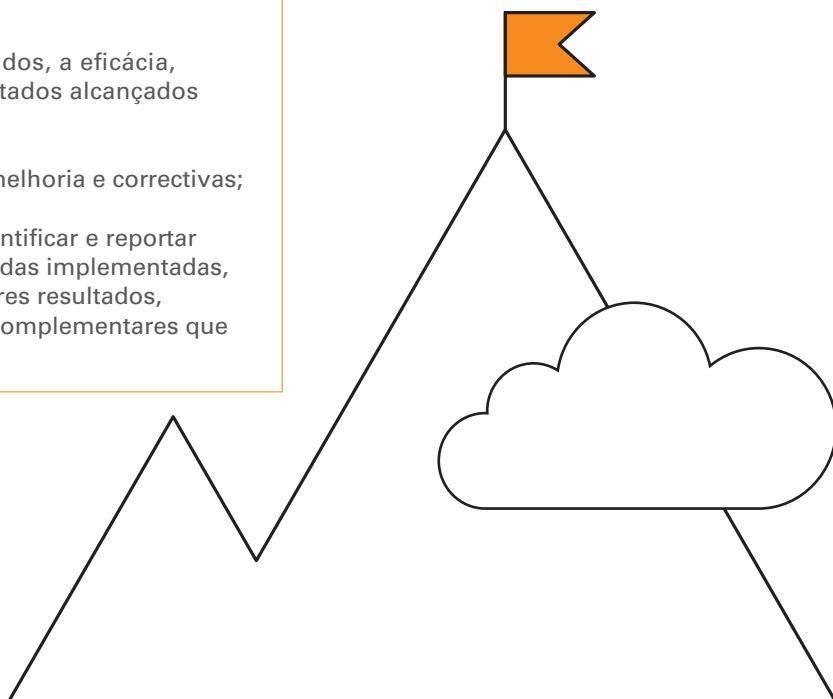 dos, a eficácia,
tados alcançados
nelhoria e correctivas;
ntificar e reportar
das implementadas,
res resultados,
omplementares que